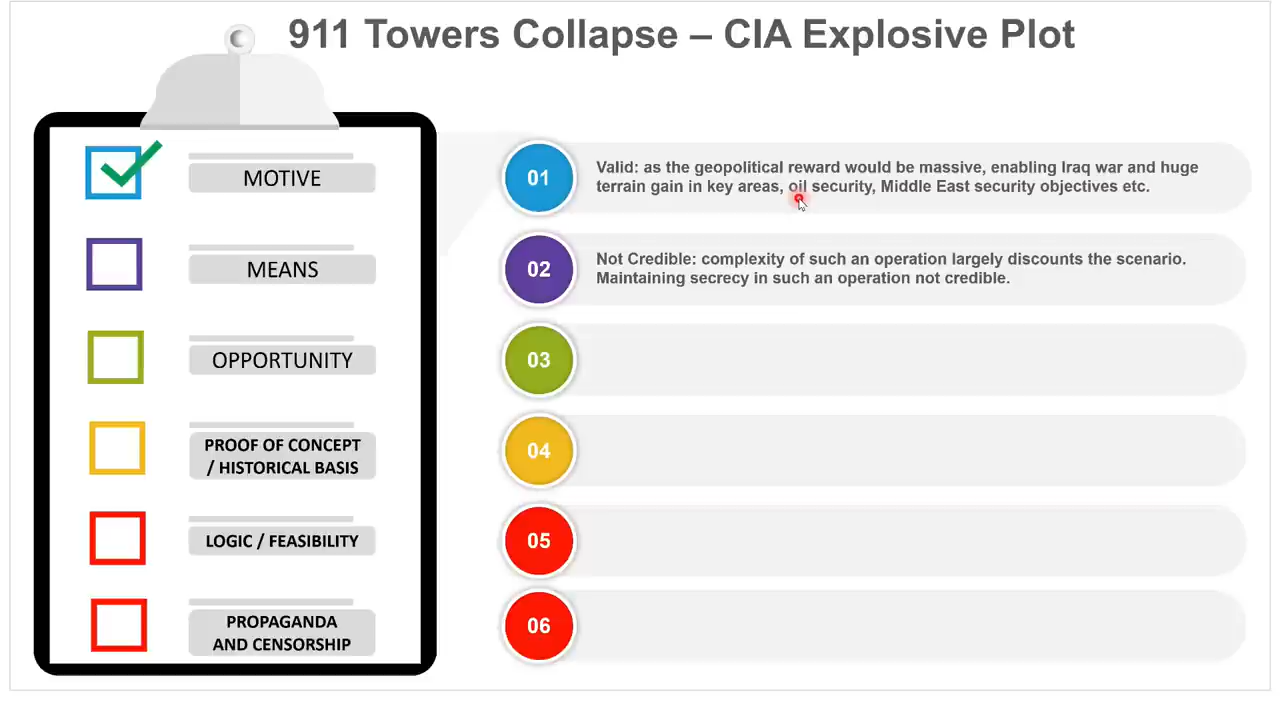 911 Towers Collapse – CIA Explosive Plot
MOTIVE
01
Valid: as the geopolitical reward would be massive, enabling Iraq war and huge
terrain gain in key areas, oil security, Middle East security objectives etc.
MEANS
02
Not Credible: complexity of such an operation largely discounts the scenario.
Maintaining secrecy in such an operation not credible.
OPPORTUNITY
03
PROOF OF CONCEPT
/ HISTORICAL BASIS
04
LOGIC / FEASIBILITY
05
PROPAGANDA
AND CENSORSHIP
06